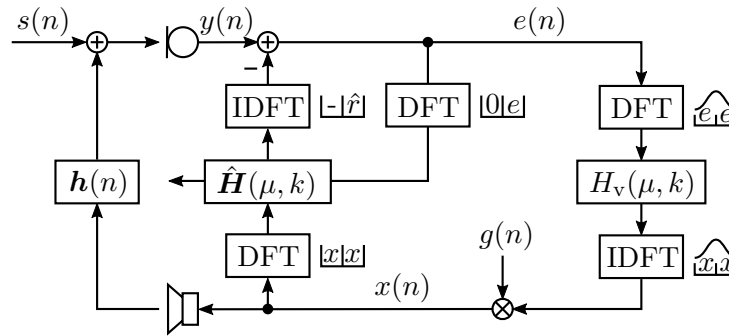 s(n) y(n) e(n)
−
IDFT |-|r̂| DFT |0|e| DFT |e|e
h(n) Ĥ(μ, k) H_v(μ, k)
DFT |x|x| g(n) IDFT |x|x
x(n)